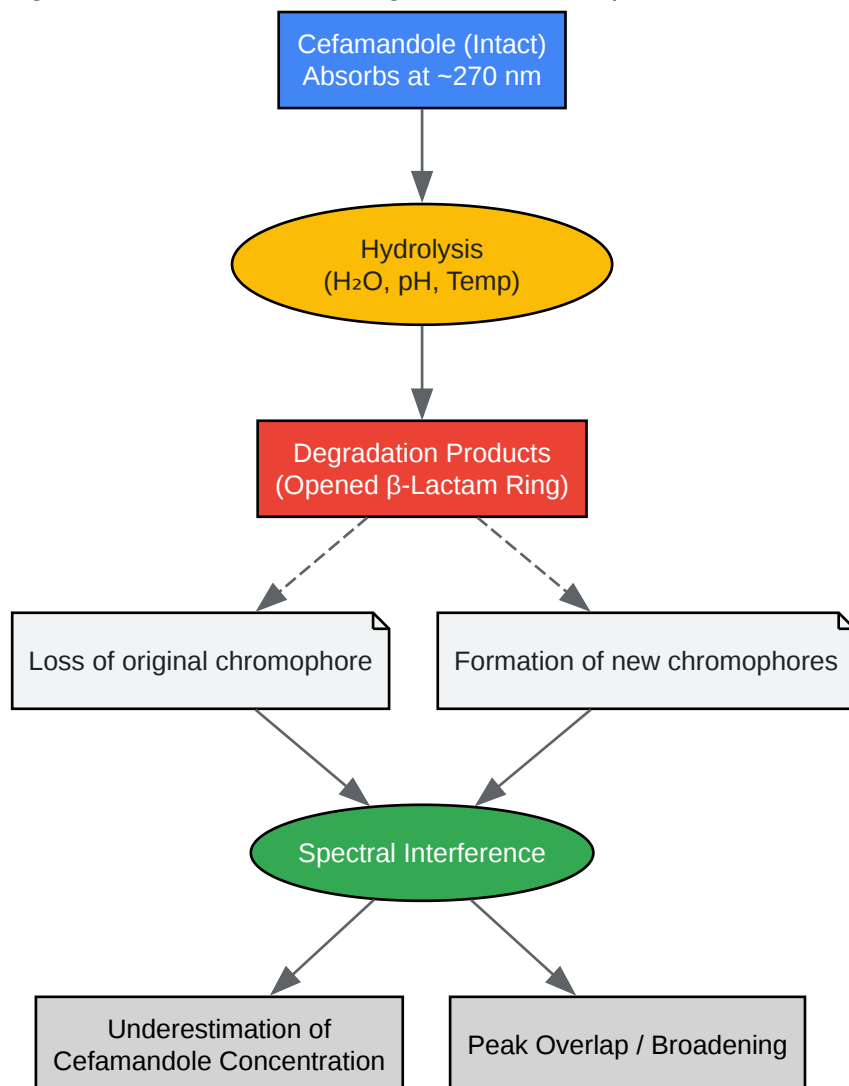 Cefamandole (Intact)
Absorbs at ~270 nm
Hydrolysis
(H₂O, pH, Temp)
Degradation Products
(Opened β-Lactam Ring)
Loss of original chromophore
Formation of new chromophores
Spectral Interference
Underestimation of
Cefamandole Concentration
Peak Overlap / Broadening